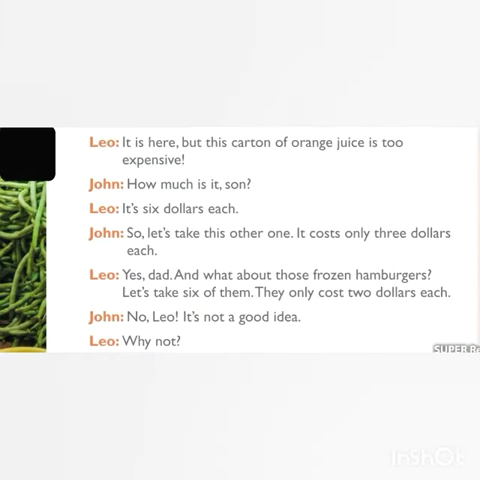 Leo: It is here, but this carton of orange juice is too
expensive!
John: How much is it, son?
Leo: It's six dollars each.
John: So, let's take this other one. It costs only three dollars
each.
Leo: Yes, dad. And what about those frozen hamburgers?
Let's take six of them. They only cost two dollars each.
John: No, Leo! It's not a good idea.
Leo: Why not?
SUPER
InShOt